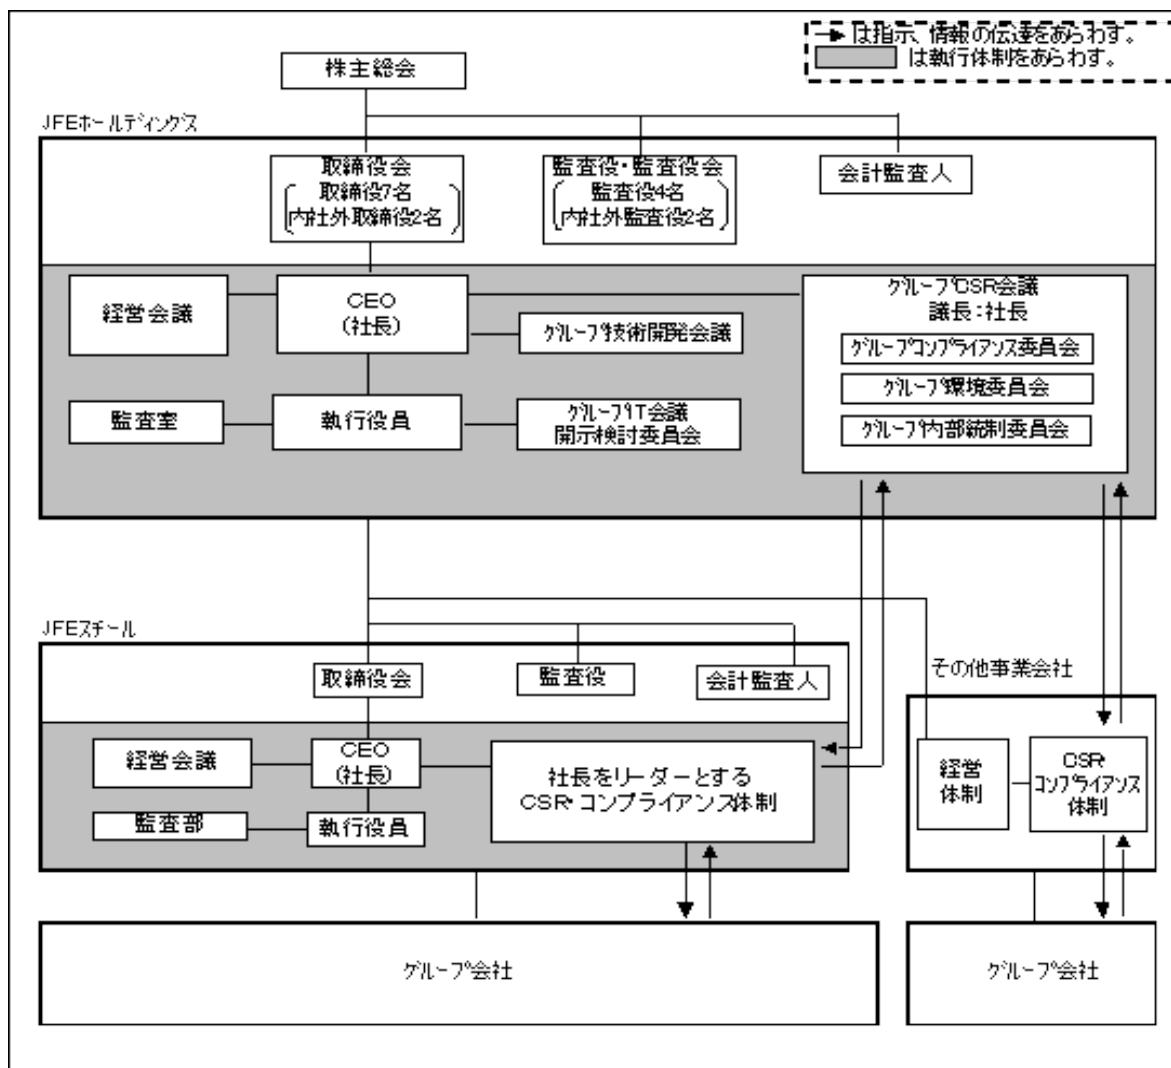 →は指示、情報の伝達をあらわす。
は執行体制をあらわす。
株主総会
JFEホールディングス
取締役会
取締役7名
内社外取締役2名
監査役・監査役会
監査役4名
内社外監査役2名
会計監査人
経営会議
CEO
(社長)
グループCSR会議
議長:社長
グループ技術開発会議
グループコンプライアンス委員会
グループ環境委員会
グループ内部統制委員会
監査室
執行役員
グループIT会議
開示検討委員会
JFEスチール
取締役会
監査役
会計監査人
その他事業会社
経営会議
CEO
(社長)
社長をリーダーとする
CSR・コンプライアンス体制
監査部
執行役員
経営
体制
CSR・
コンプライアンス
体制
グループ会社
グループ会社